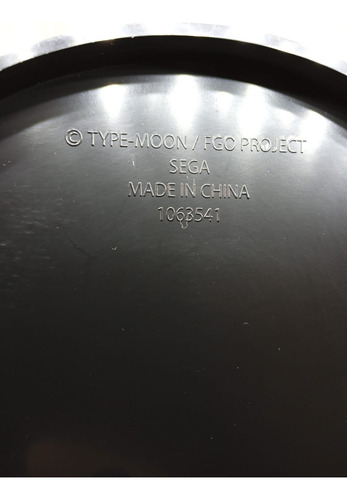 © TYPE-MOON / FGO PROJECT
SEGA
MADE IN CHINA
1063541